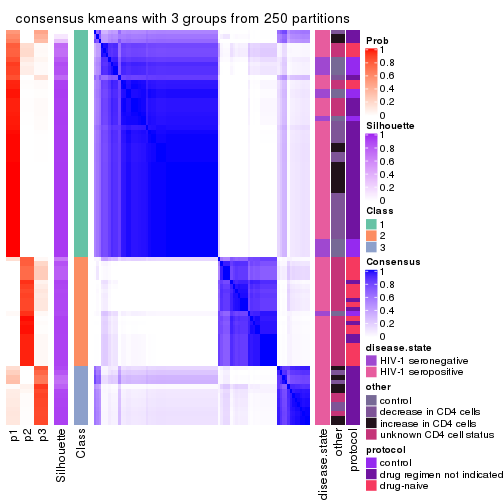 consensus kmeans with 3 groups from 250 partitions
Prob
1
0.8
0.6
0.4
0.2
0
Silhouette
1
0.8
0.6
0.4
0.2
0
Class
1
2
3
Consensus
1
0.8
0.6
0.4
0.2
0
disease.state
HIV-1 seronegative
HIV-1 seropositive
other
control
decrease in CD4 cells
increase in CD4 cells
unknown CD4 cell status
protocol
control
drug regimen not indicated
drug-naive
p1
p2
p3
Silhouette
Class
disease.state
other
protocol